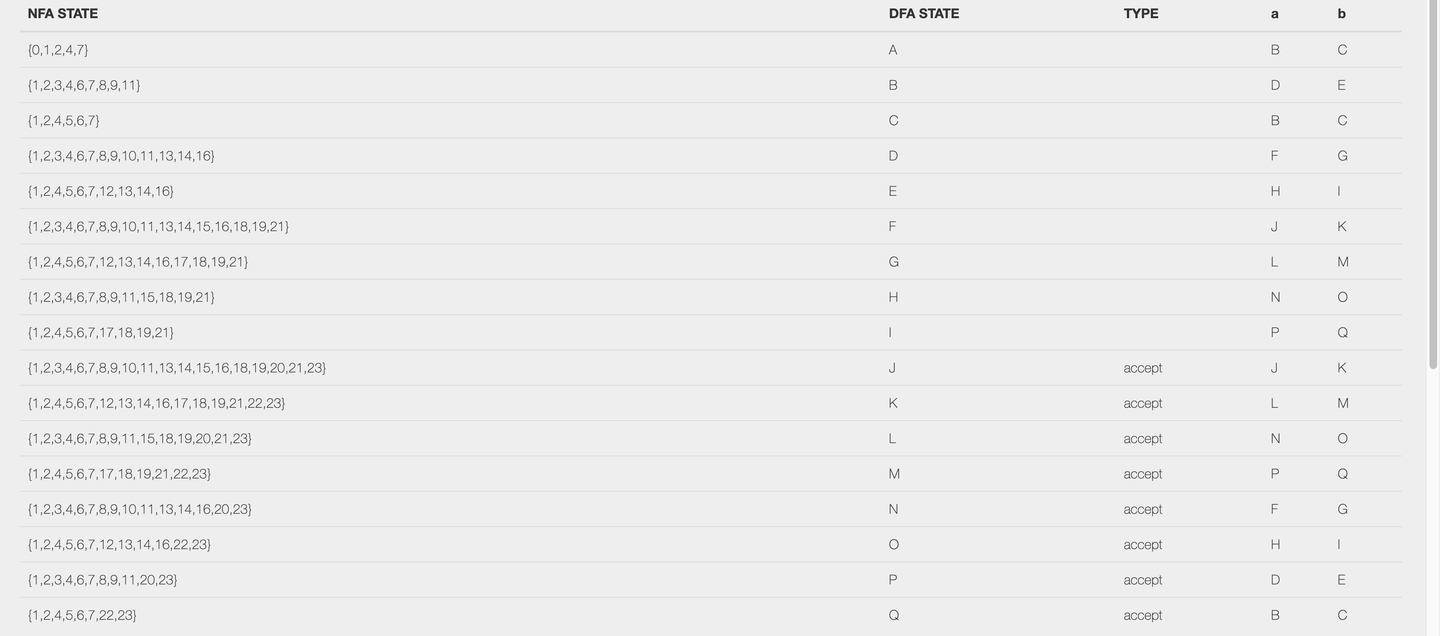 NFA STATE DFA STATE TYPE a b
{0,1,2,4,7} A B C
{1,2,3,4,6,7,8,9,11} B D E
{1,2,4,5,6,7} C B C
{1,2,3,4,6,7,8,9,10,11,13,14,16} D F G
{1,2,4,5,6,7,12,13,14,16} E H I
{1,2,3,4,6,7,8,9,10,11,13,14,15,16,18,19,21} F J K
{1,2,4,5,6,7,12,13,14,16,17,18,19,21} G L M
{1,2,3,4,6,7,8,9,11,15,18,19,21} H N O
{1,2,4,5,6,7,17,18,19,21} I P Q
{1,2,3,4,6,7,8,9,10,11,13,14,15,16,18,19,20,21,23} J accept J K
{1,2,4,5,6,7,12,13,14,16,17,18,19,21,22,23} K accept L M
{1,2,3,4,6,7,8,9,11,15,18,19,20,21,23} L accept N O
{1,2,4,5,6,7,17,18,19,21,22,23} M accept P Q
{1,2,3,4,6,7,8,9,10,11,13,14,16,20,23} N accept F G
{1,2,4,5,6,7,12,13,14,16,22,23} O accept H I
{1,2,3,4,6,7,8,9,11,20,23} P accept D E
{1,2,4,5,6,7,22,23} Q accept B C